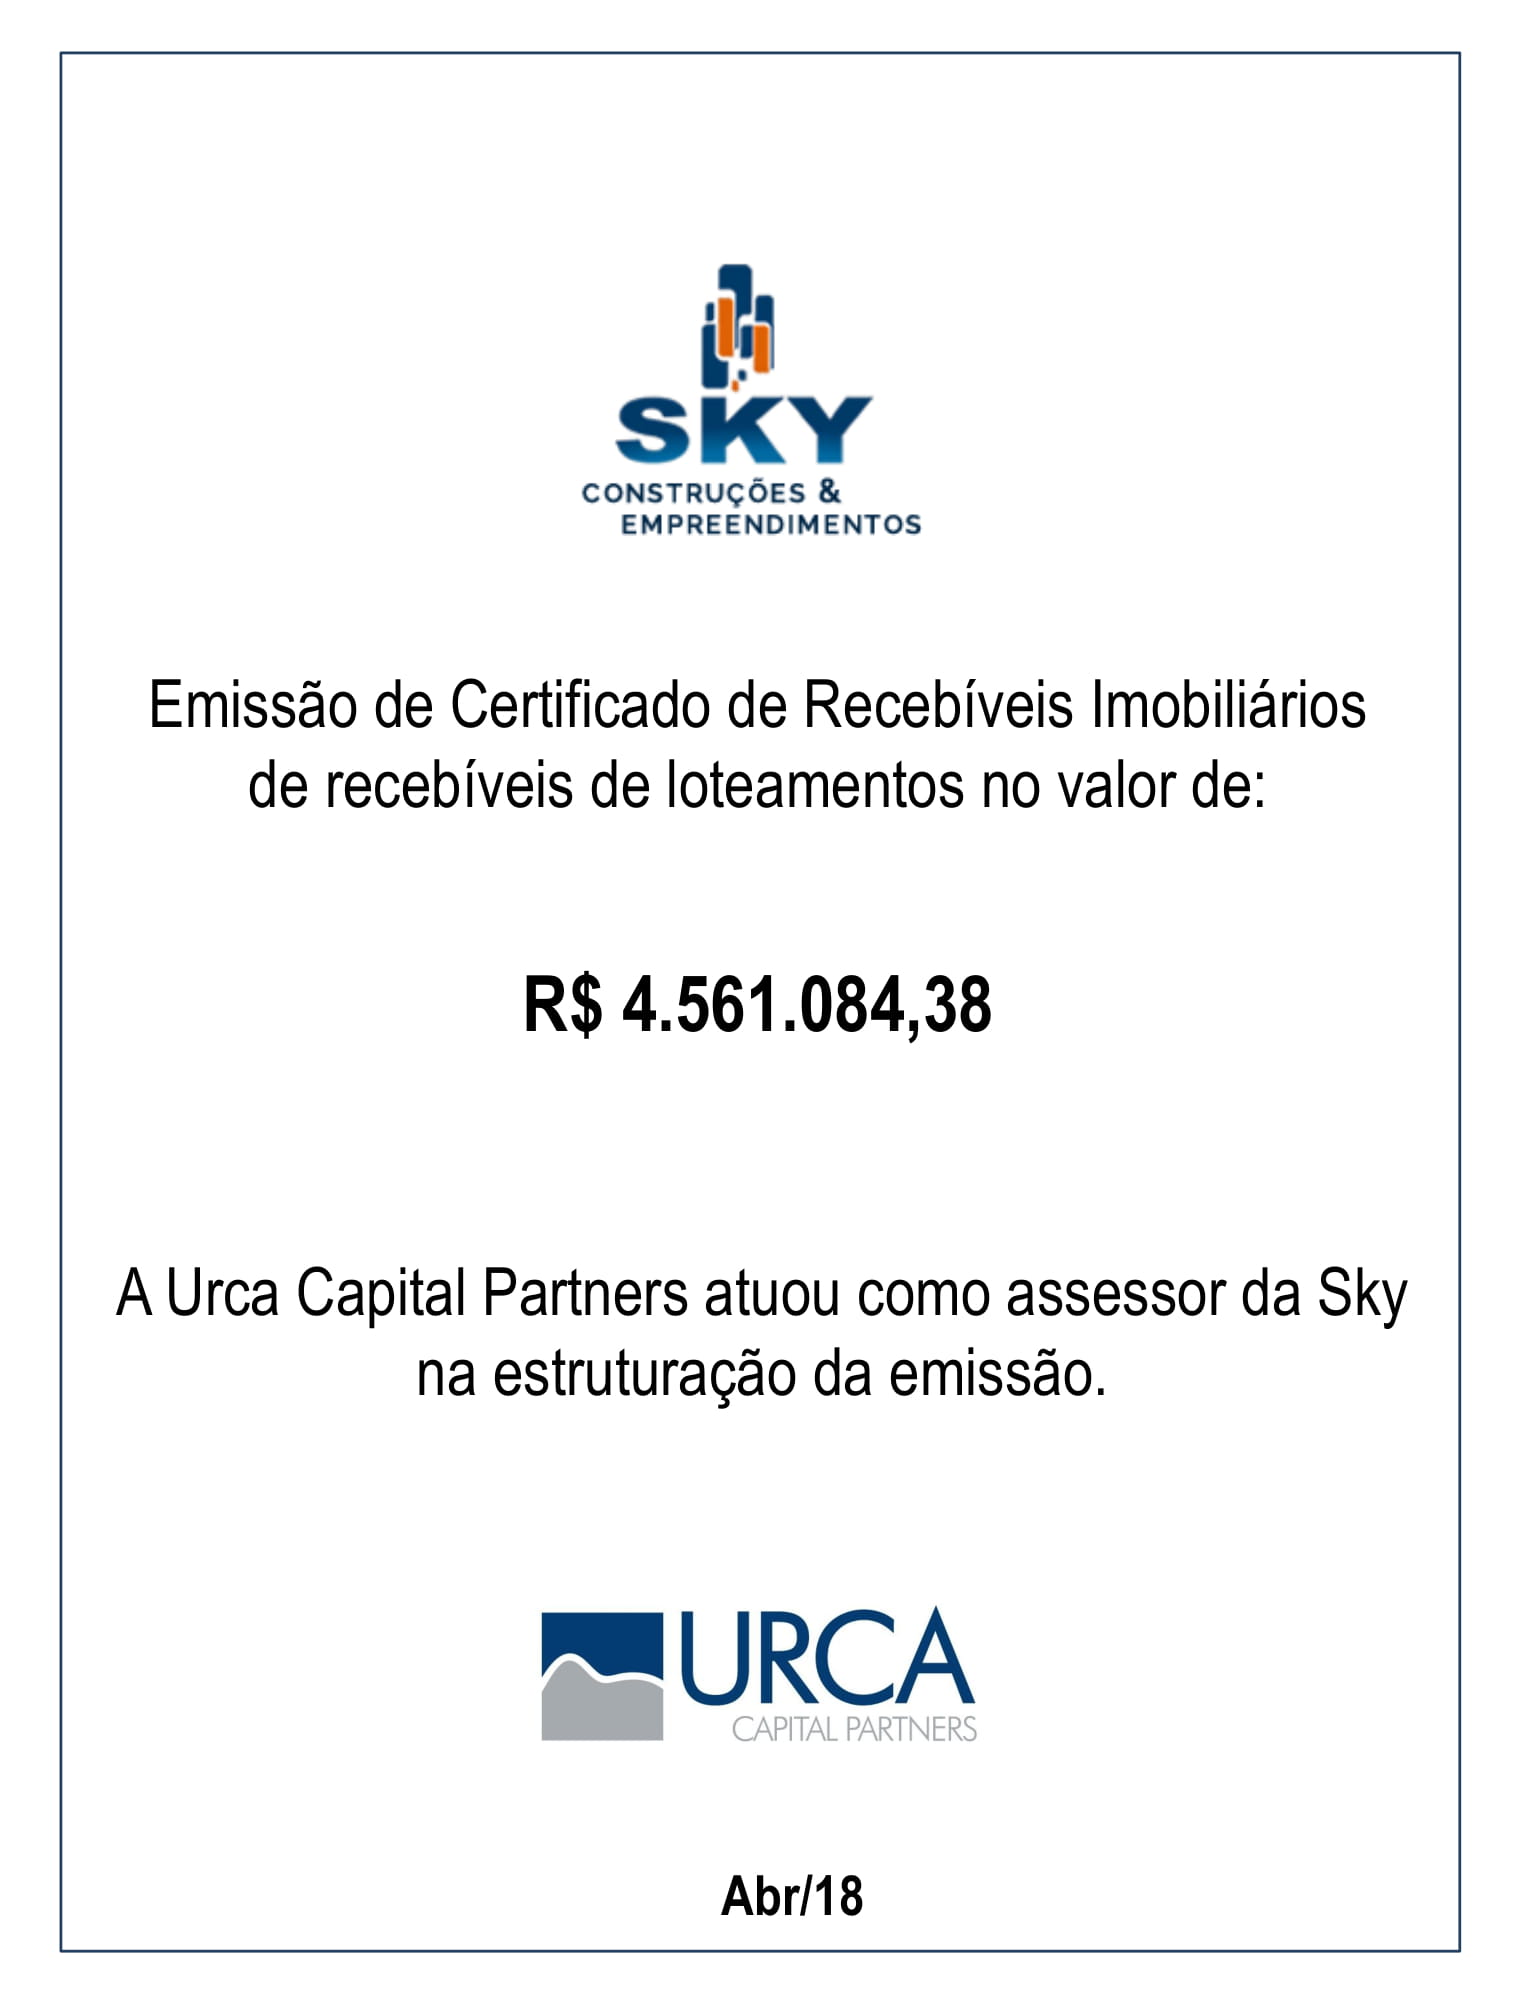 SKY
CONSTRUÇÕES &
EMPREENDIMENTOS
Emissão de Certificado de Recebíveis Imobiliários
de recebíveis de loteamentos no valor de:
R$ 4.561.084,38
A Urca Capital Partners atuou como assessor da Sky
na estruturação da emissão.
URCA
CAPITAL PARTNERS
Abr/18